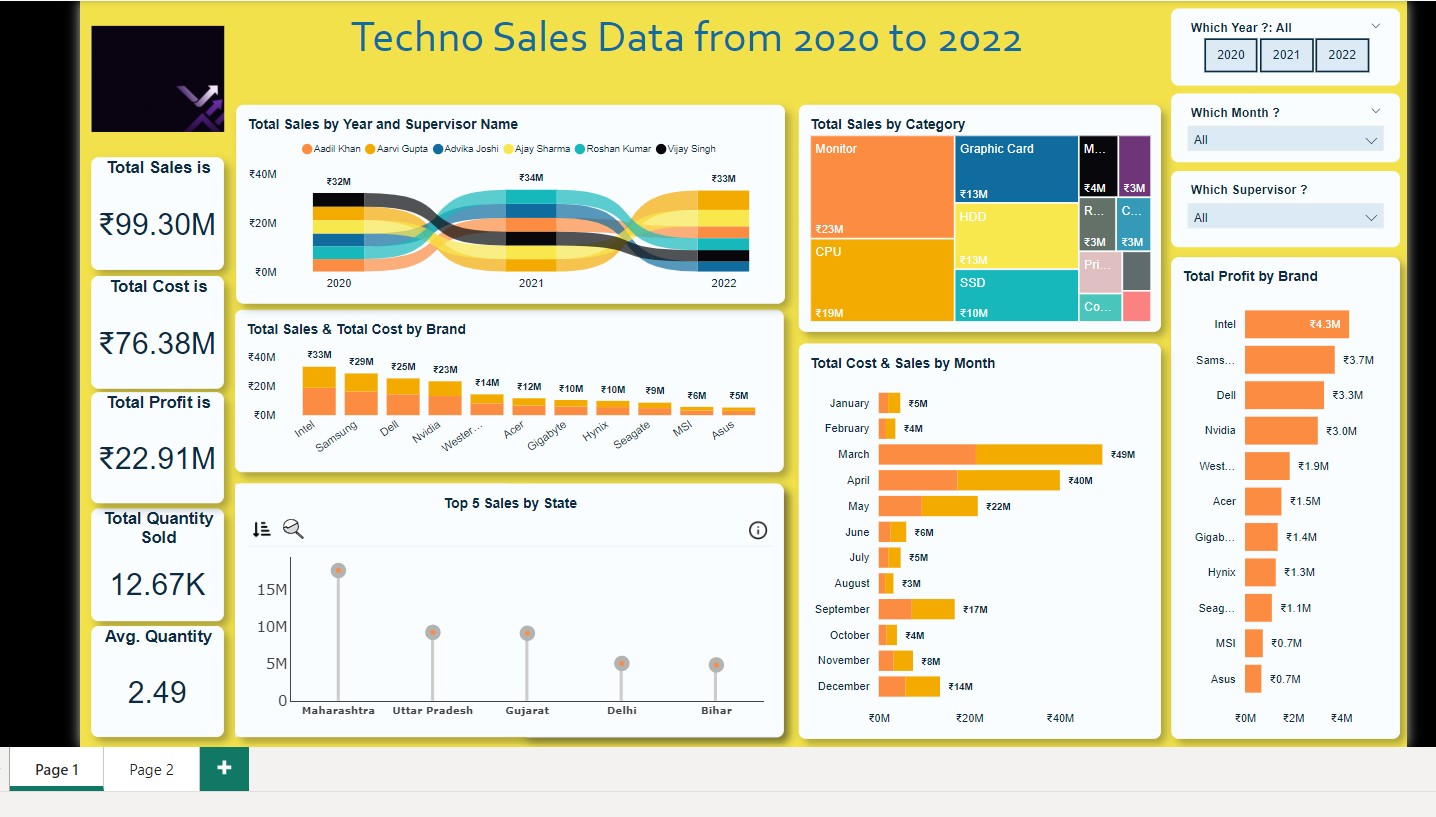 Techno Sales Data from 2020 to 2022
Which Year ?: All
2020 2021 2022
Which Month ?
All
Which Supervisor ?
All
Total Sales is
₹99.30M
Total Cost is
₹76.38M
Total Profit is
₹22.91M
Total Quantity
Sold
12.67K
Avg. Quantity
2.49
Total Sales by Year and Supervisor Name
Aadil Khan Aarvi Gupta Advika Joshi Ajay Sharma Roshan Kumar Vijay Singh
₹40M
₹20M
₹0M
₹32M ₹34M ₹33M
2020 2021 2022
Total Sales & Total Cost by Brand
₹40M
₹20M
₹0M
₹33M ₹29M ₹25M ₹23M ₹14M ₹12M ₹10M ₹10M ₹9M ₹6M ₹5M
Intel Samsung Dell Nvidia Wester... Acer Gigabyte Hynix Seagate MSI Asus
Top 5 Sales by State
15M
10M
5M
0
Maharashtra Uttar Pradesh Gujarat Delhi Bihar
Total Sales by Category
Monitor
₹23M
CPU
₹19M
Graphic Card
₹13M
HDD
₹13M
SSD
₹10M
M...
₹4M
₹3M
R...
₹3M
C...
₹3M
Pri...
Co...
Total Cost & Sales by Month
January ₹5M
February ₹4M
March ₹49M
April ₹40M
May ₹22M
June ₹6M
July ₹5M
August ₹3M
September ₹17M
October ₹4M
November ₹8M
December ₹14M
₹0M ₹20M ₹40M
Total Profit by Brand
Intel ₹4.3M
Sams... ₹3.7M
Dell ₹3.3M
Nvidia ₹3.0M
West... ₹1.9M
Acer ₹1.5M
Gigab... ₹1.4M
Hynix ₹1.3M
Seag... ₹1.1M
MSI ₹0.7M
Asus ₹0.7M
₹0M ₹2M ₹4M
Page 1 Page 2 +